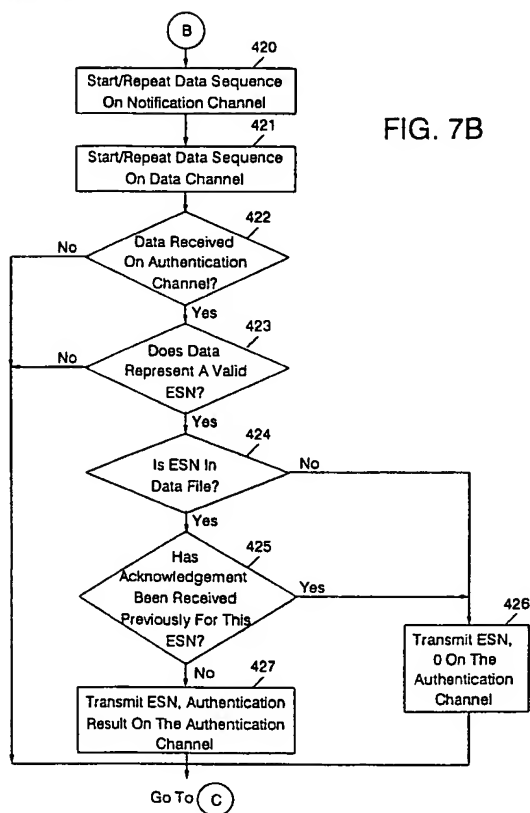 B
420
Start/Repeat Data Sequence
On Notification Channel
FIG. 7B
421
Start/Repeat Data Sequence
On Data Channel
422
No
Data Received
On Authentication
Channel?
Yes
423
No
Does Data
Represent A Valid
ESN?
Yes
424
Is ESN In
Data File?
No
Yes
425
Has
Acknowledgement
Been Received
Previously For This
ESN?
Yes
426
Transmit ESN,
0 On The
Authentication
Channel
No
427
Transmit ESN, Authentication
Result On The Authentication
Channel
Go To C